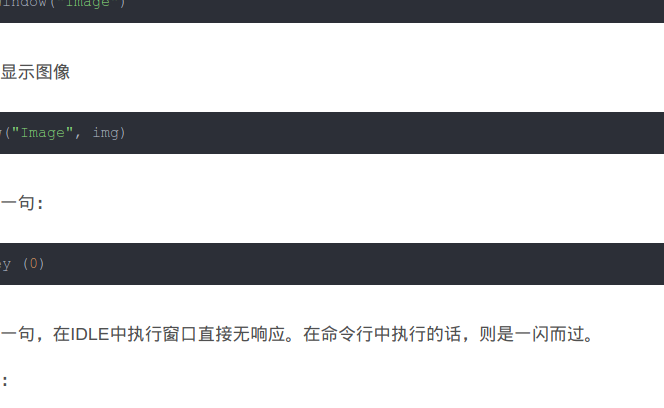 indow("Image")
显示图像
("Image", img)
一句:
ey (0)
一句，在IDLE中执行窗口直接无响应。在命令行中执行的话，则是一闪而过。
: